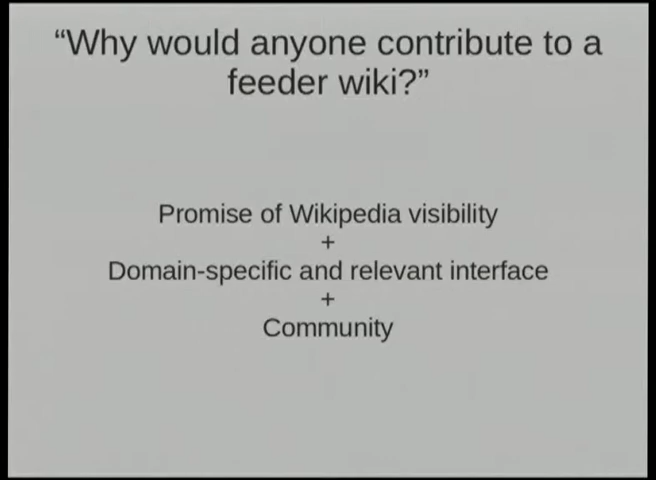 “Why would anyone contribute to a
feeder wiki?”
Promise of Wikipedia visibility
+
Domain-specific and relevant interface
+
Community